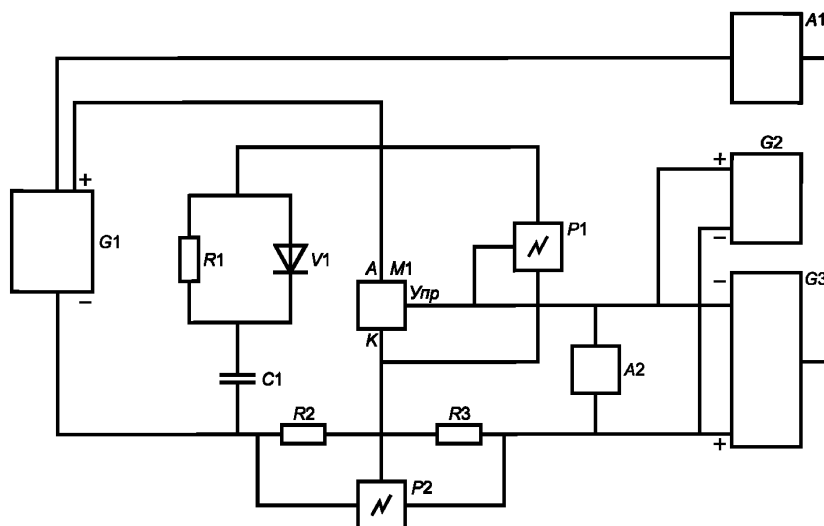 A1
G2
+
−
+
G1
−
R1
V1
P1
A M1
Упр
K
−
G3
+
A2
C1
R2
R3
P2